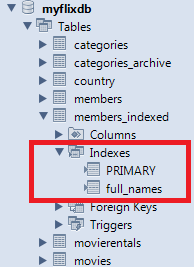 myflixdb
Tables
categories
categories_archive
country
members
members_indexed
Columns
Indexes
PRIMARY
full_names
Foreign Keys
Triggers
movierentals
movies